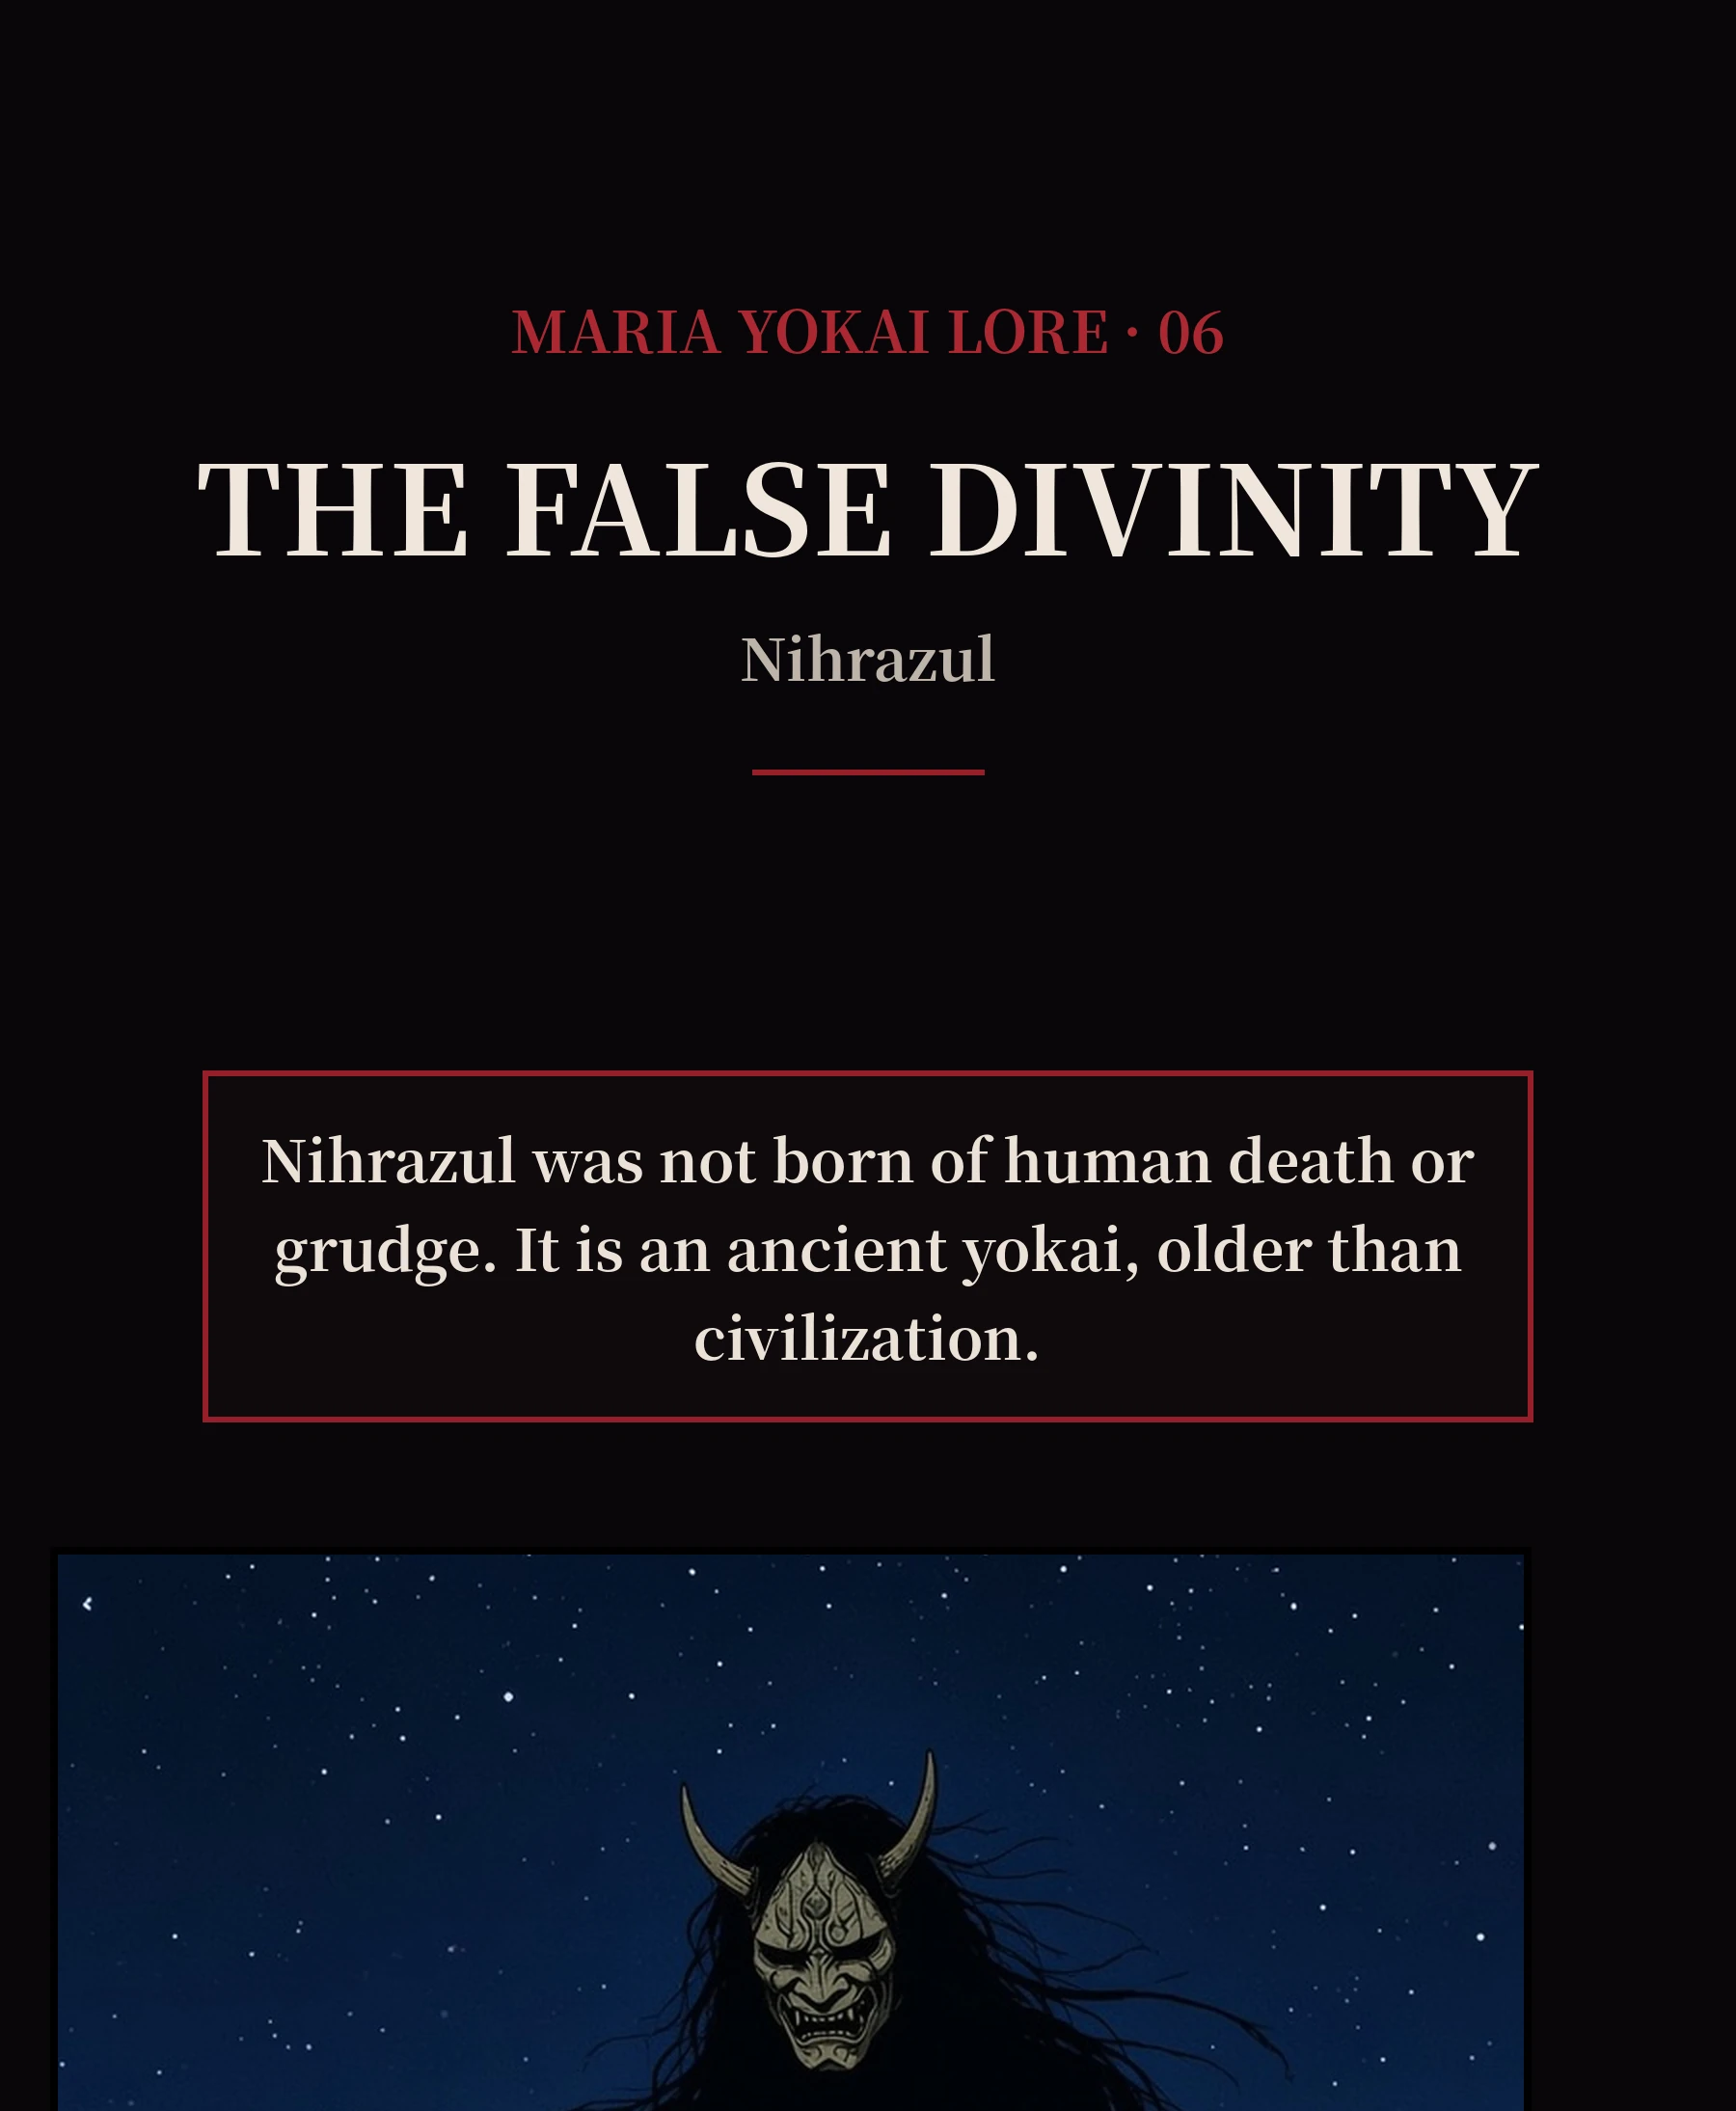 MARIA YOKAI LORE · 06
THE FALSE DIVINITY
Nihrazul
Nihrazul was not born of human death or
grudge. It is an ancient yokai, older than
civilization.